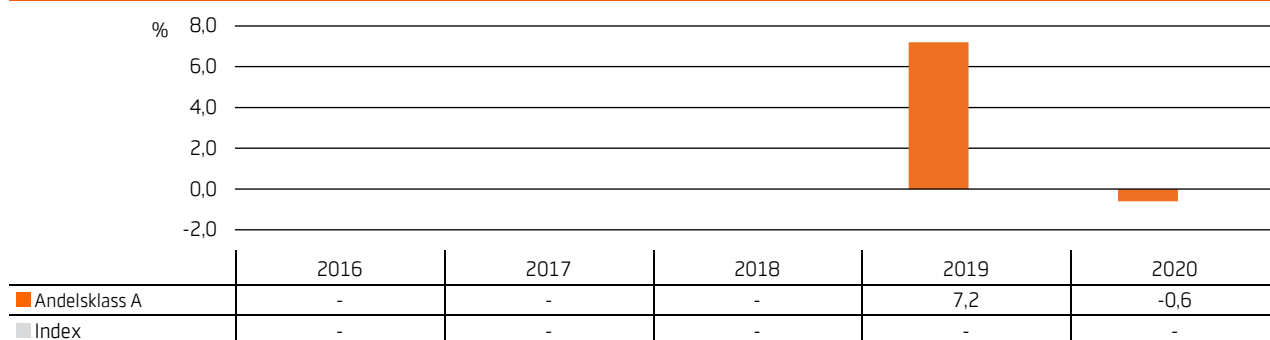 % 8,0
6,0
4,0
2,0
0,0
-2,0
2016 2017 2018 2019 2020
Andelsklass A - - - 7,2 -0,6
Index - - - - -